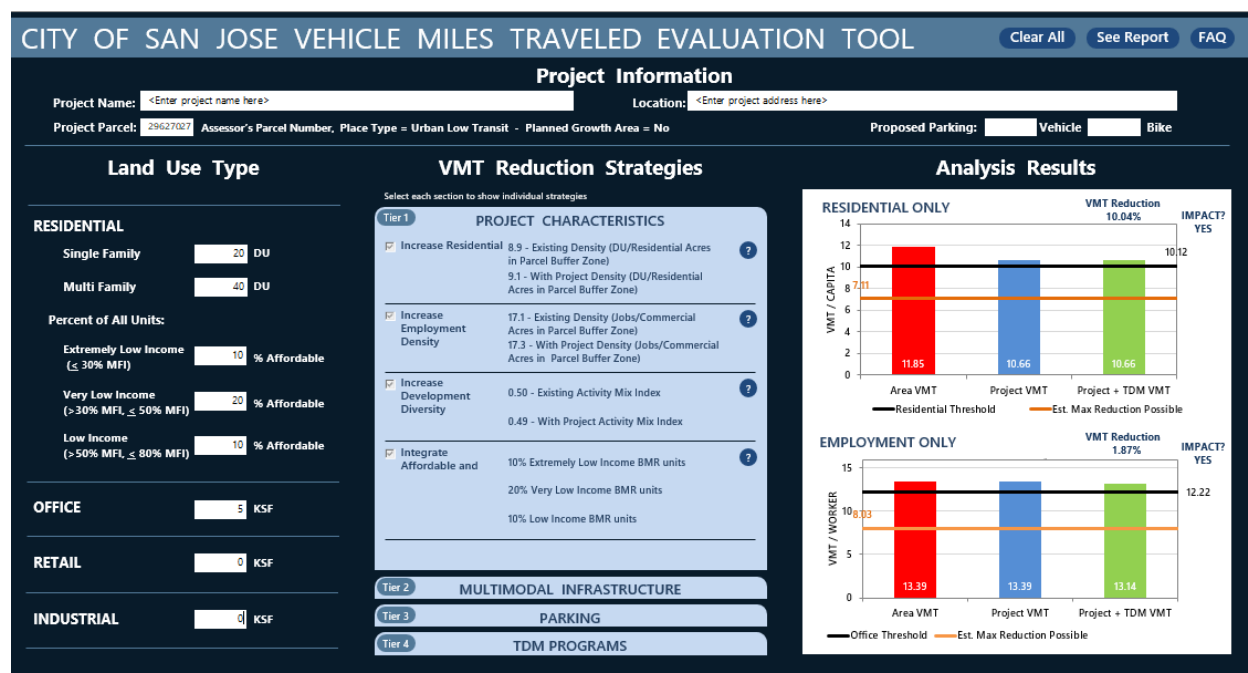 CITY OF SAN JOSE VEHICLE MILES TRAVELED EVALUATION TOOL
Clear All
See Report
FAQ
Project Information
Project Name: <Enter project name here>
Location: <Enter project address here>
Project Parcel: 29627027 Assessor's Parcel Number, Place Type = Urban Low Transit - Planned Growth Area = No
Proposed Parking: Vehicle Bike
Land Use Type
RESIDENTIAL
Single Family 20 DU
Multi Family 40 DU
Percent of All Units:
Extremely Low Income
(≤ 30% MFI)
10 % Affordable
Very Low Income
(>30% MFI, ≤ 50% MFI)
20 % Affordable
Low Income
(>50% MFI, ≤ 80% MFI)
10 % Affordable
OFFICE 5 KSF
RETAIL 0 KSF
INDUSTRIAL 0 KSF
VMT Reduction Strategies
Select each section to show individual strategies
Tier 1 PROJECT CHARACTERISTICS
Increase Residential
8.9 - Existing Density (DU/Residential Acres
in Parcel Buffer Zone)
9.1 - With Project Density (DU/Residential
Acres in Parcel Buffer Zone)
?
Increase
Employment
Density
17.1 - Existing Density (Jobs/Commercial
Acres in Parcel Buffer Zone)
17.3 - With Project Density (Jobs/Commercial
Acres in Parcel Buffer Zone)
?
Increase
Development
Diversity
0.50 - Existing Activity Mix Index
0.49 - With Project Activity Mix Index
?
Integrate
Affordable and
10% Extremely Low Income BMR units
20% Very Low Income BMR units
10% Low Income BMR units
?
Tier 2 MULTIMODAL INFRASTRUCTURE
Tier 3 PARKING
Tier 4 TDM PROGRAMS
Analysis Results
RESIDENTIAL ONLY
VMT Reduction
10.04%
IMPACT?
YES
VMT / CAPITA
14
12
10
8
6
4
2
0
10.12
7.11
11.85
10.66
10.66
Area VMT
Project VMT
Project + TDM VMT
Residential Threshold
Est. Max Reduction Possible
EMPLOYMENT ONLY
VMT Reduction
1.87%
IMPACT?
YES
VMT / WORKER
15
10
5
0
12.22
8.03
13.39
13.39
13.14
Area VMT
Project VMT
Project + TDM VMT
Office Threshold
Est. Max Reduction Possible